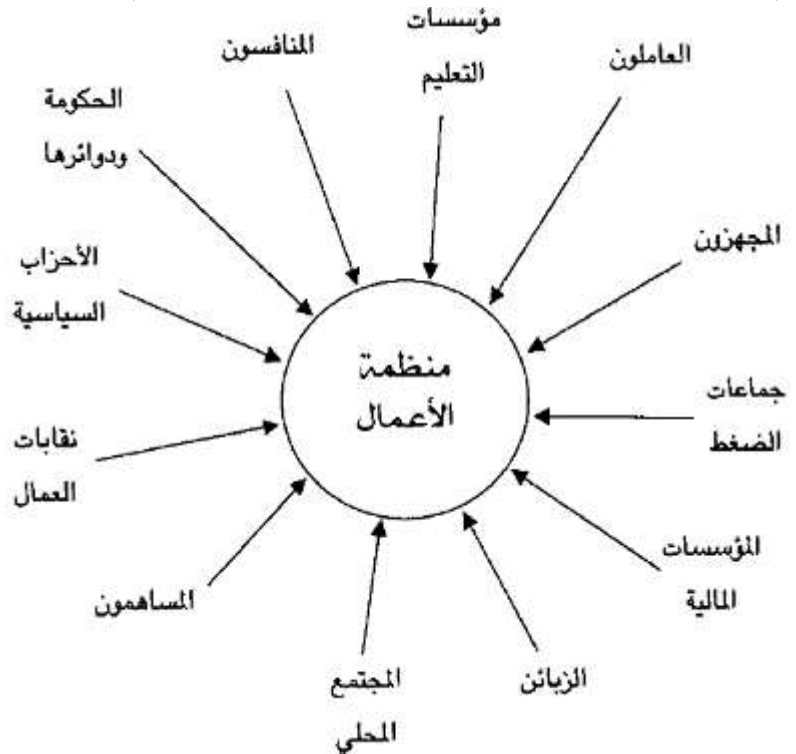 مؤسسات
التعليم
المنافسون
العاملون
الحكومة
ودوائرها
المجهزون
الأحزاب
السياسية
منظمة
الأعمال
جماعات
الضغط
نقابات
العمال
المؤسسات
المالية
المساهمون
الزبائن
المجتمع
المحلي